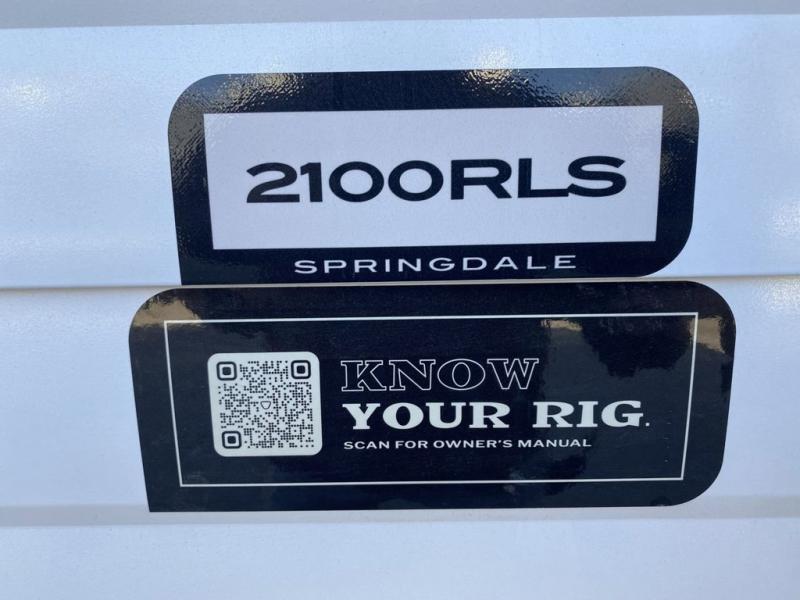 2100RLS
SPRINGDALE
KNOW
YOUR RIG.
SCAN FOR OWNER'S MANUAL